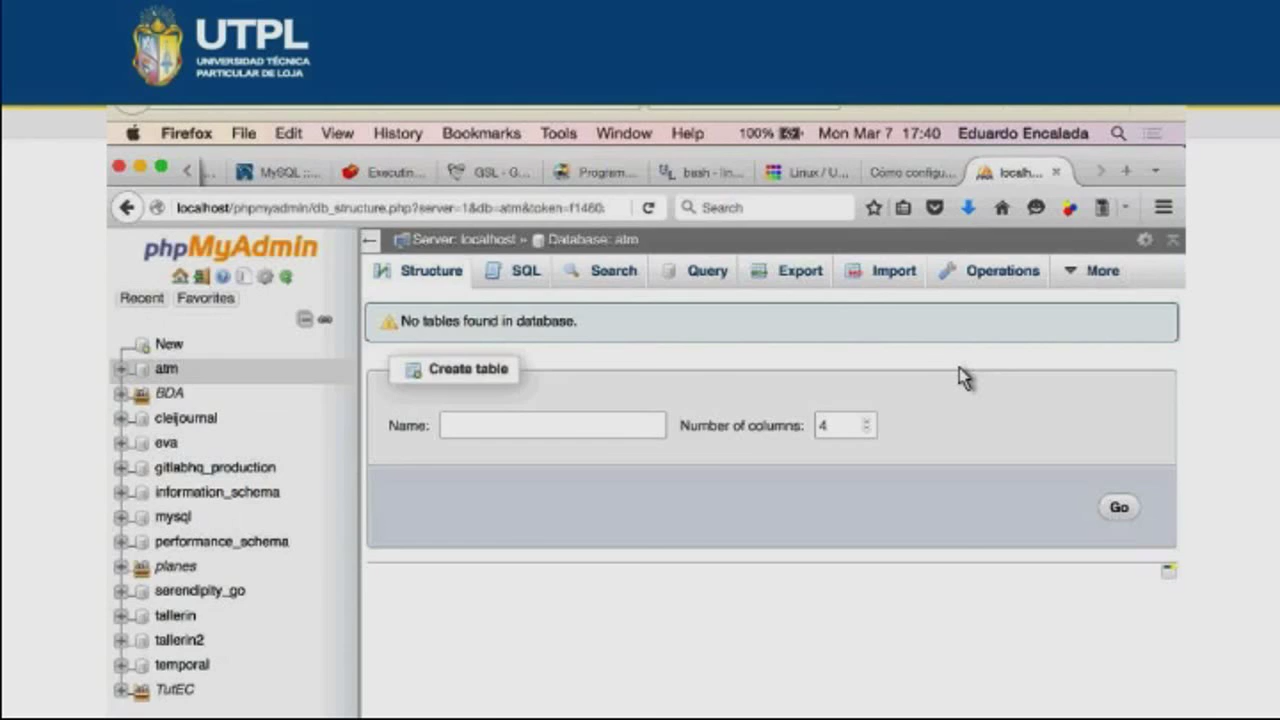 UTPL
UNIVERSIDAD TÉCNICA
PARTICULAR DE LOJA
Firefox File Edit View History Bookmarks Tools Window Help 100% Mon Mar 7 17:40 Eduardo Encalada
... MySQL ::... Executin... GSL - G... Program... bash - lin... Linux / U... Cómo configu... localh...
localhost/phpmyadmin/db_structure.php?server=1&db=atm&token=f1460 Search
phpMyAdmin
Server: localhost » Database: atm
Structure SQL Search Query Export Import Operations More
Recent Favorites
No tables found in database.
New
atm
Create table
BDA
cleijournal
Name: Number of columns: 4
eva
gitlabhq_production
information_schema
Go
mysql
performance_schema
planes
serendipity_go
tallerin
tallerin2
temporal
TutEC